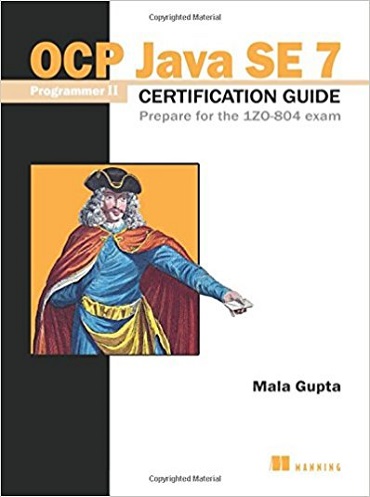 Copyrighted Material
OCP Java SE 7
Programmer II
CERTIFICATION GUIDE
Prepare for the 1Z0-804 exam
Mala Gupta
MANNING
Copyrighted Material